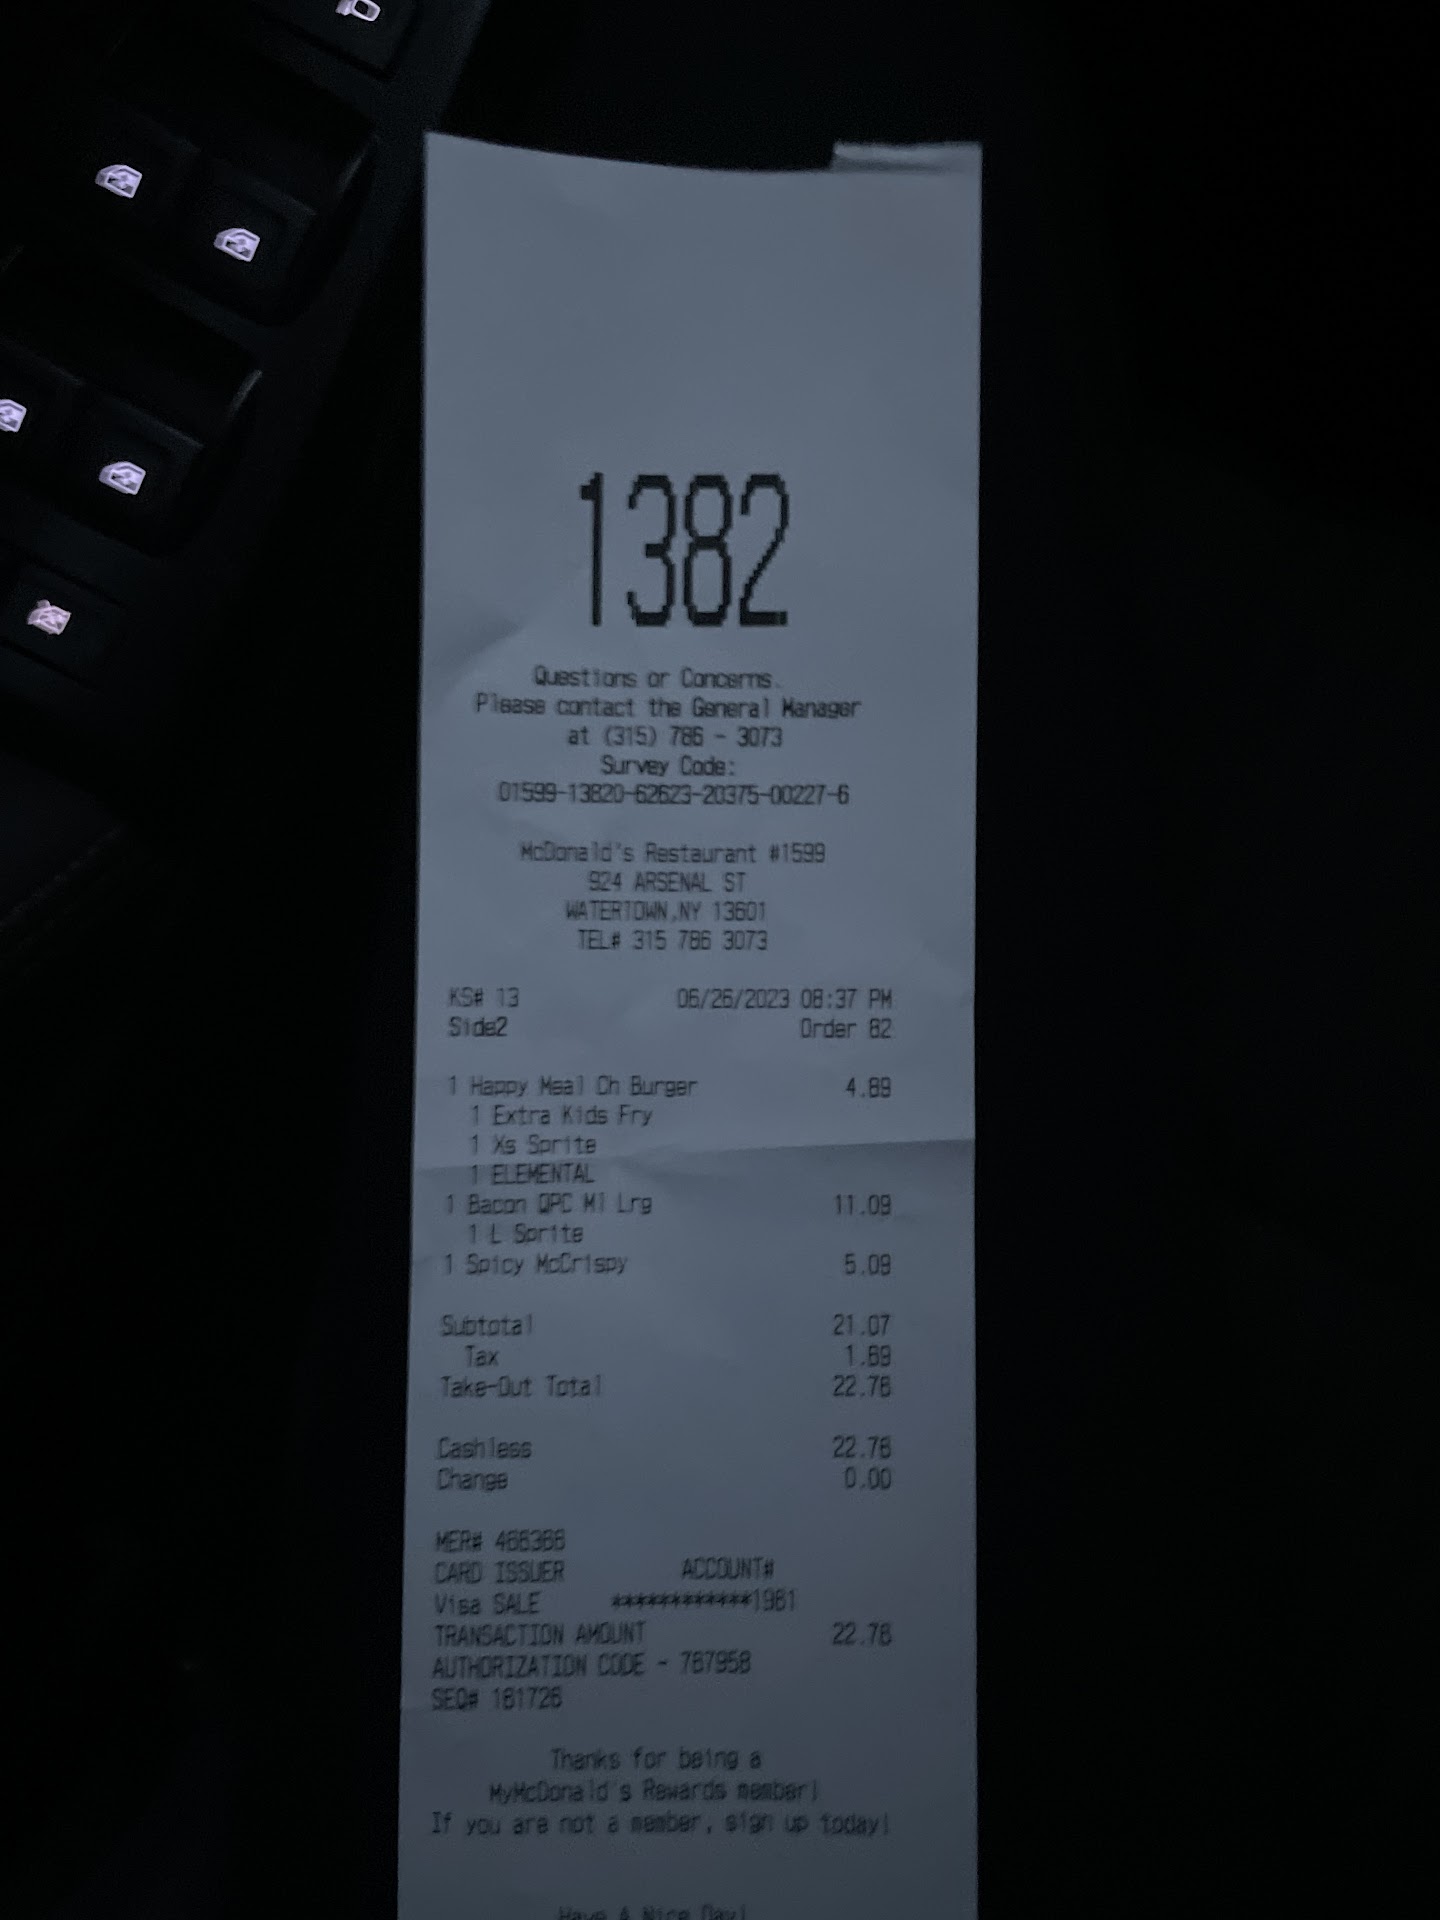 1382
Questions or Concerns.
Please contact the General Manager
at (315) 786 - 3073
Survey Code:
01599-13820-62623-20375-00227-6
McDonald's Restaurant #1599
924 ARSENAL ST
WATERTOWN,NY 13601
TEL# 315 786 3073
KS# 13 06/26/2023 08:37 PM
Side2 Order 82
1 Happy Meal Ch Burger 4.89
1 Extra Kids Fry
1 Xs Sprite
1 ELEMENTAL
1 Bacon QPC Ml Lrg 11.09
1 L Sprite
1 Spicy McCrispy 5.09
Subtotal 21.07
Tax 1.69
Take-Out Total 22.76
Cashless 22.76
Change 0.00
MER#
CARD ISSUER ACCOUNT#
Visa SALE
TRANSACTION AMOUNT 22.76
AUTHORIZATION CODE -
SEQ#
Thanks for being a
MyMcDonald's Rewards member!
If you are not a member, sign up today!
Have A Nice Day!